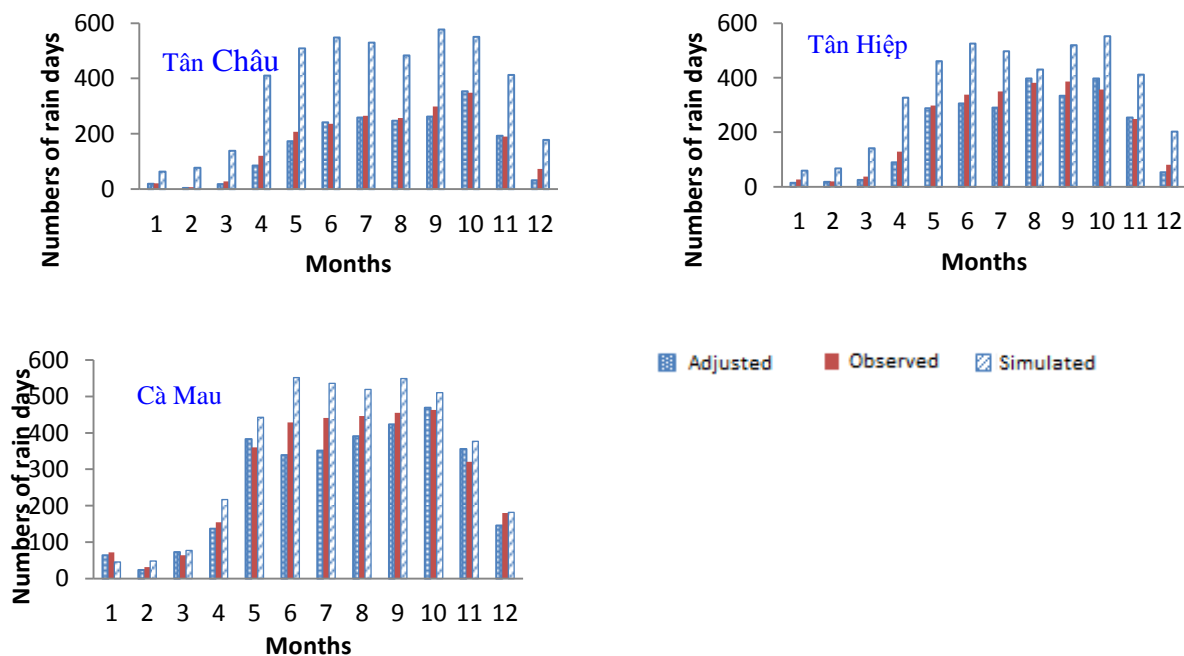 Numbers of rain days
600
400
200
0
Tân Châu
1 2 3 4 5 6 7 8 9 10 11 12
Months
Numbers of rain days
600
400
200
0
Tân Hiệp
1 2 3 4 5 6 7 8 9 10 11 12
Months
Numbers of rain days
600
500
400
300
200
100
0
Cà Mau
1 2 3 4 5 6 7 8 9 10 11 12
Months
Adjusted Observed Simulated